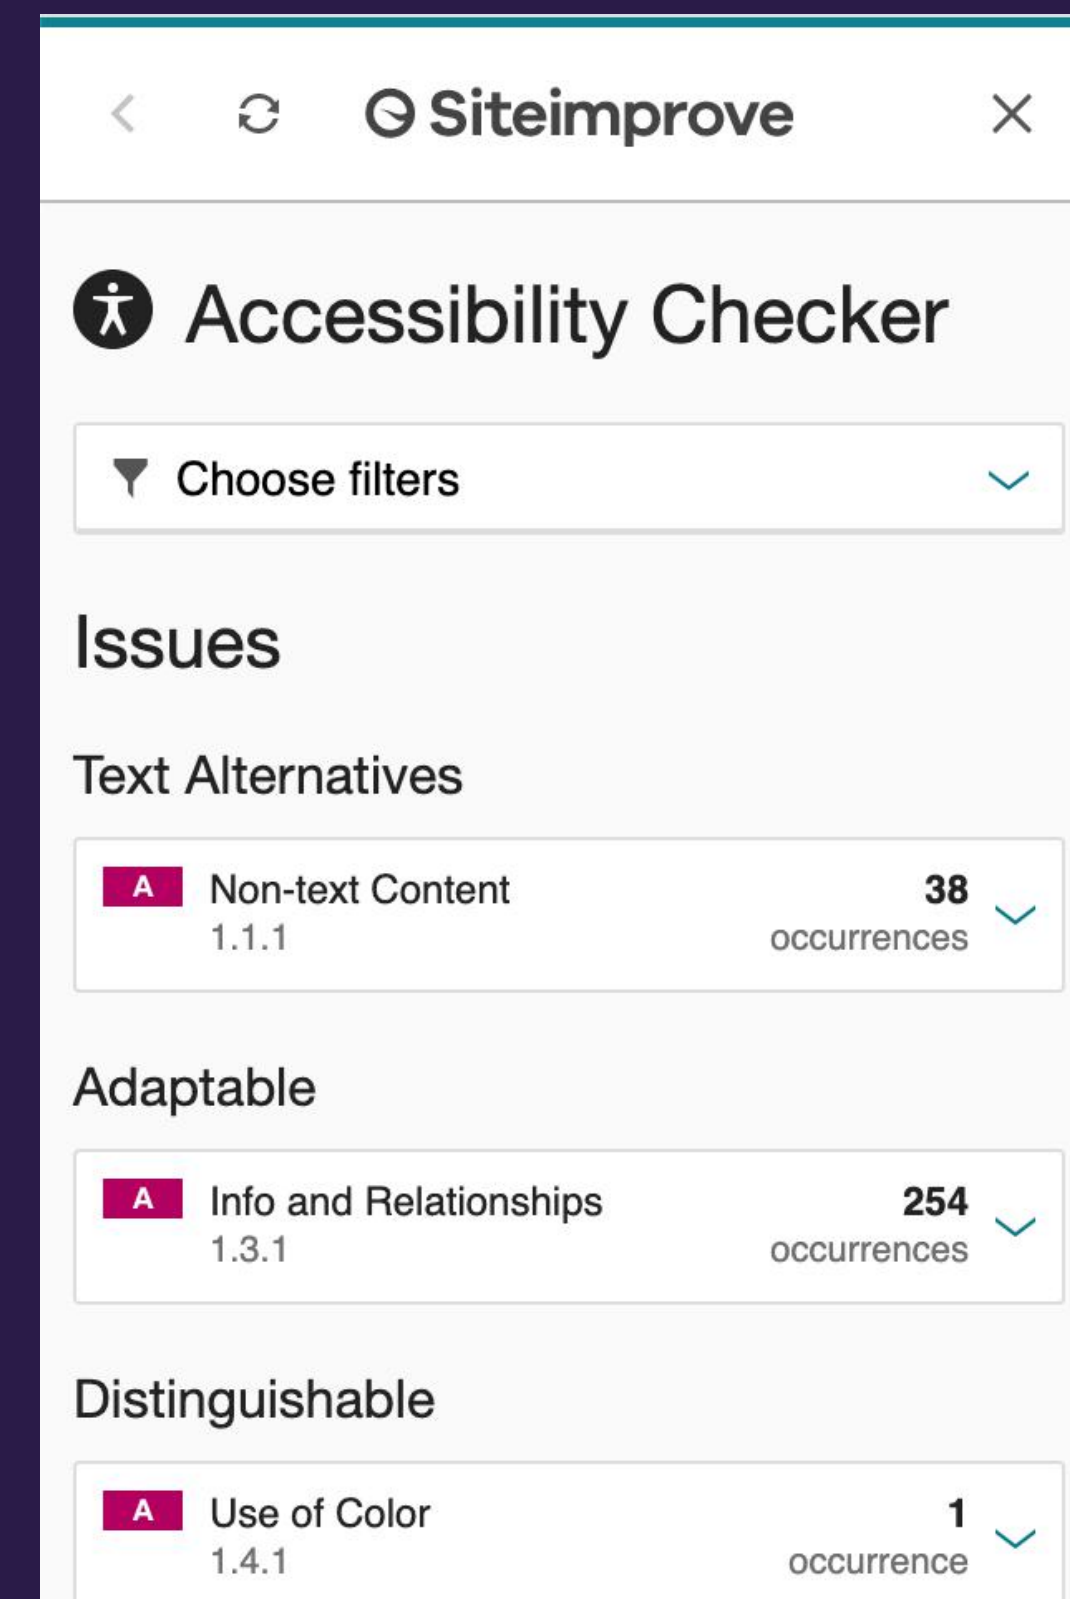 Siteimprove
Accessibility Checker
Choose filters
Issues
Text Alternatives
A Non-text Content 38
1.1.1 occurrences
Adaptable
A Info and Relationships 254
1.3.1 occurrences
Distinguishable
A Use of Color 1
1.4.1 occurrence